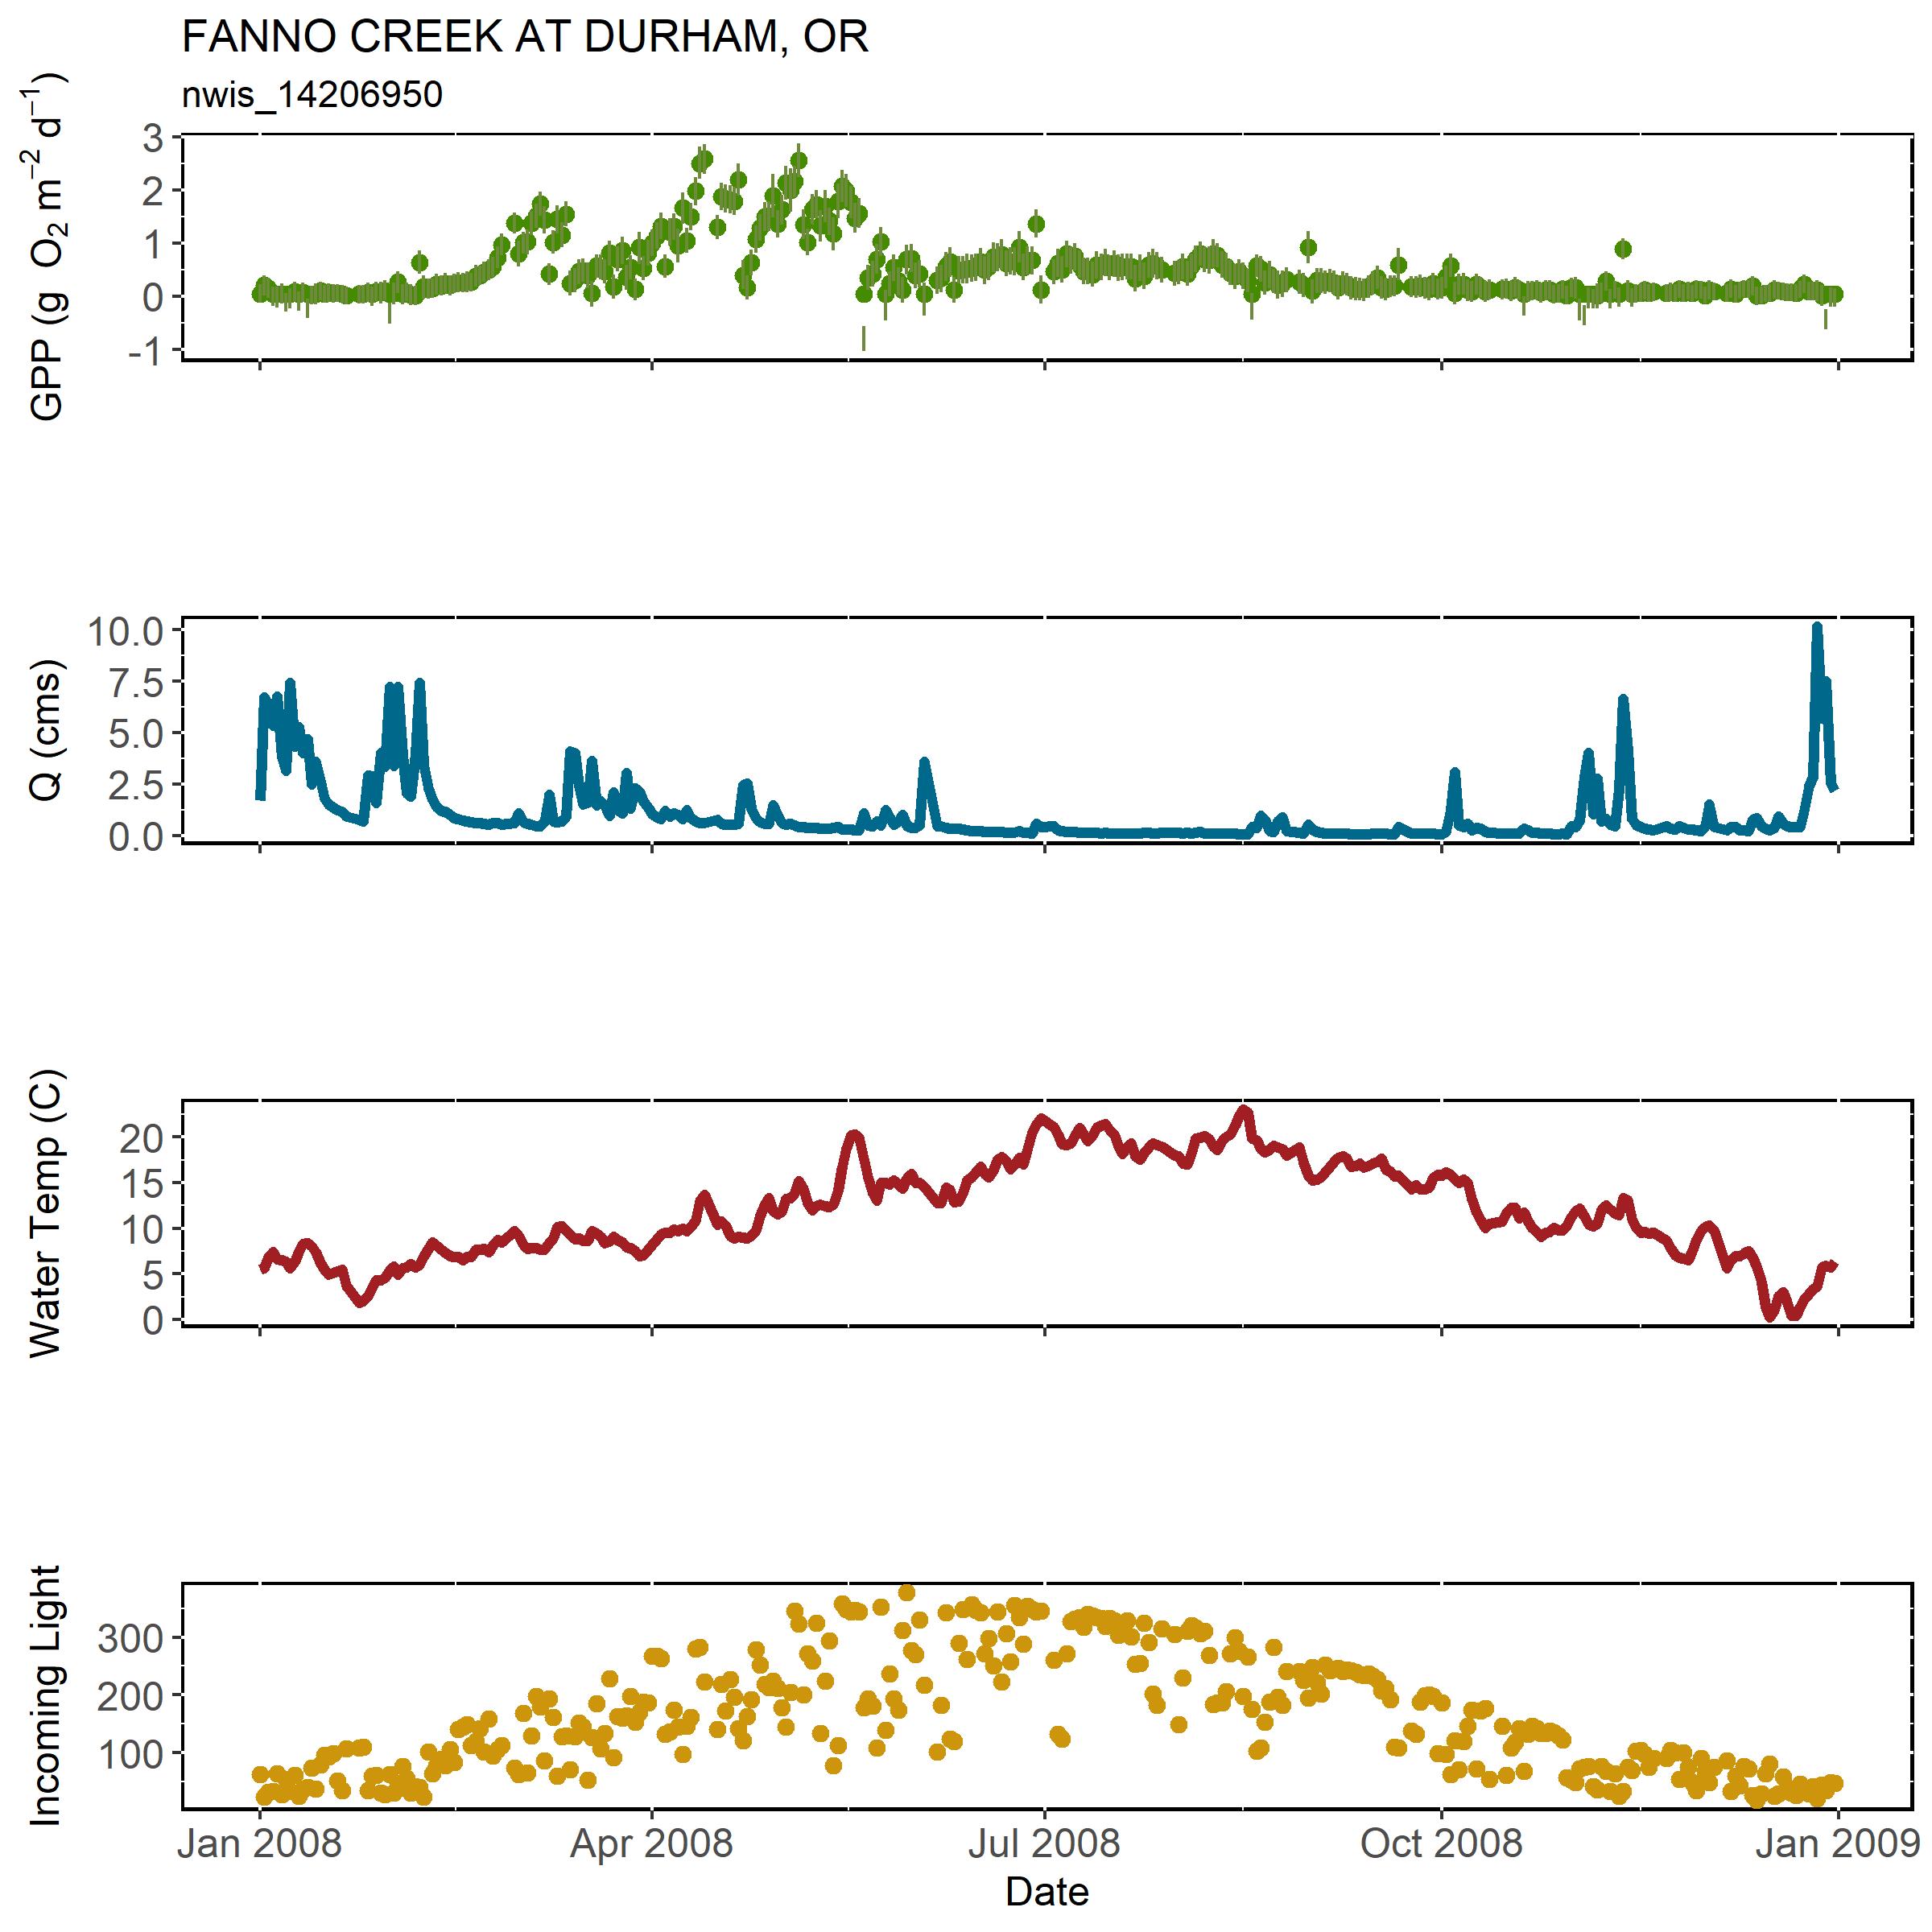 FANNO CREEK AT DURHAM, OR
nwis_14206950
GPP (g O₂ m⁻² d⁻¹)
3
2
1
0
-1
Q (cms)
10.0
7.5
5.0
2.5
0.0
Water Temp (C)
20
15
10
5
0
Incoming Light
300
200
100
Jan 2008 Apr 2008 Jul 2008 Oct 2008 Jan 2009
Date